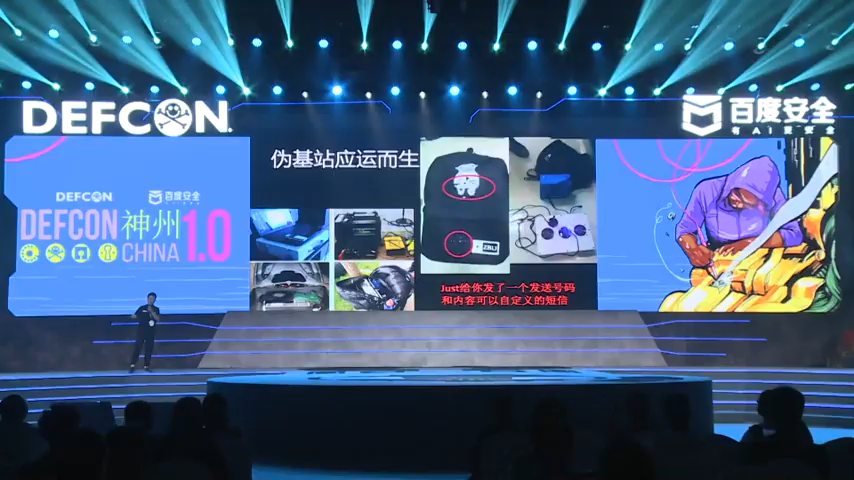 DEFCON
百度安全
有AI更安全
DEFCON
百度安全
DEFCON
神州
CHINA
1.0
伪基站应运而生
ZBLJ
Just给你发了一个发送号码
和内容可以自定义的短信